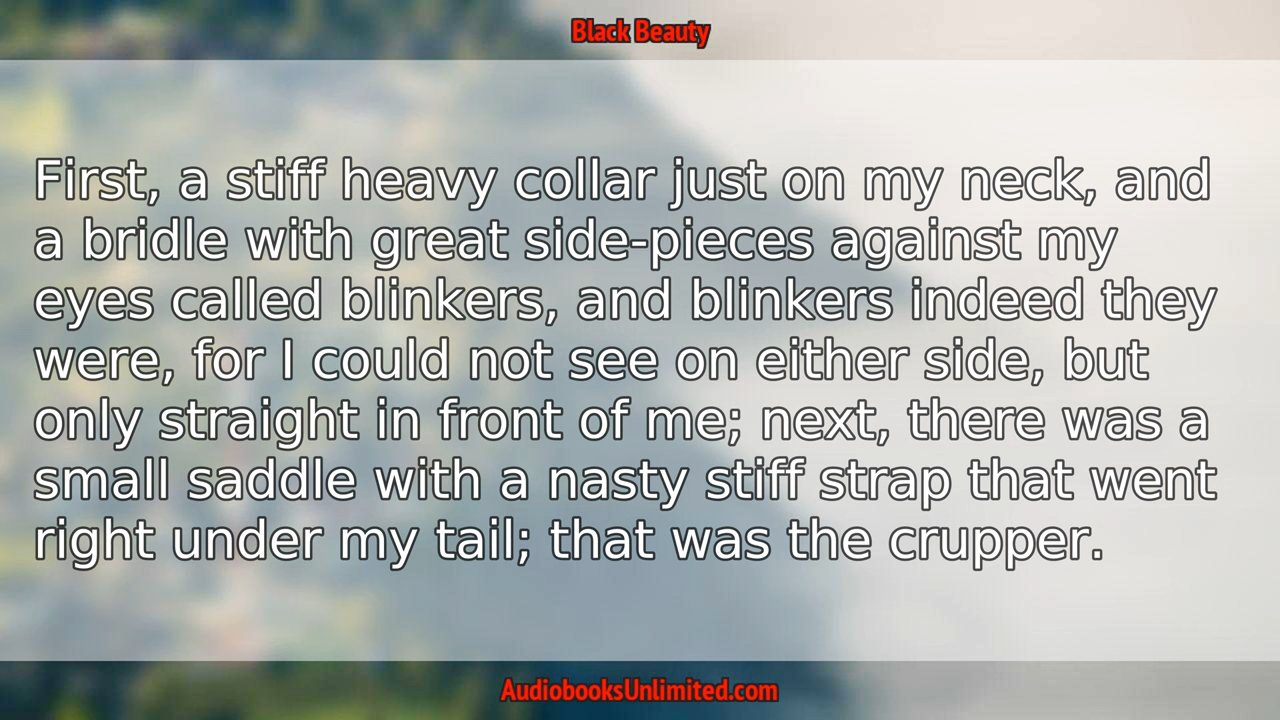 Black Beauty
First, a stiff heavy collar just on my neck, and
a bridle with great side-pieces against my
eyes called blinkers, and blinkers indeed they
were, for I could not see on either side, but
only straight in front of me; next, there was a
small saddle with a nasty stiff strap that went
right under my tail; that was the crupper.
AudiobooksUnlimited.com